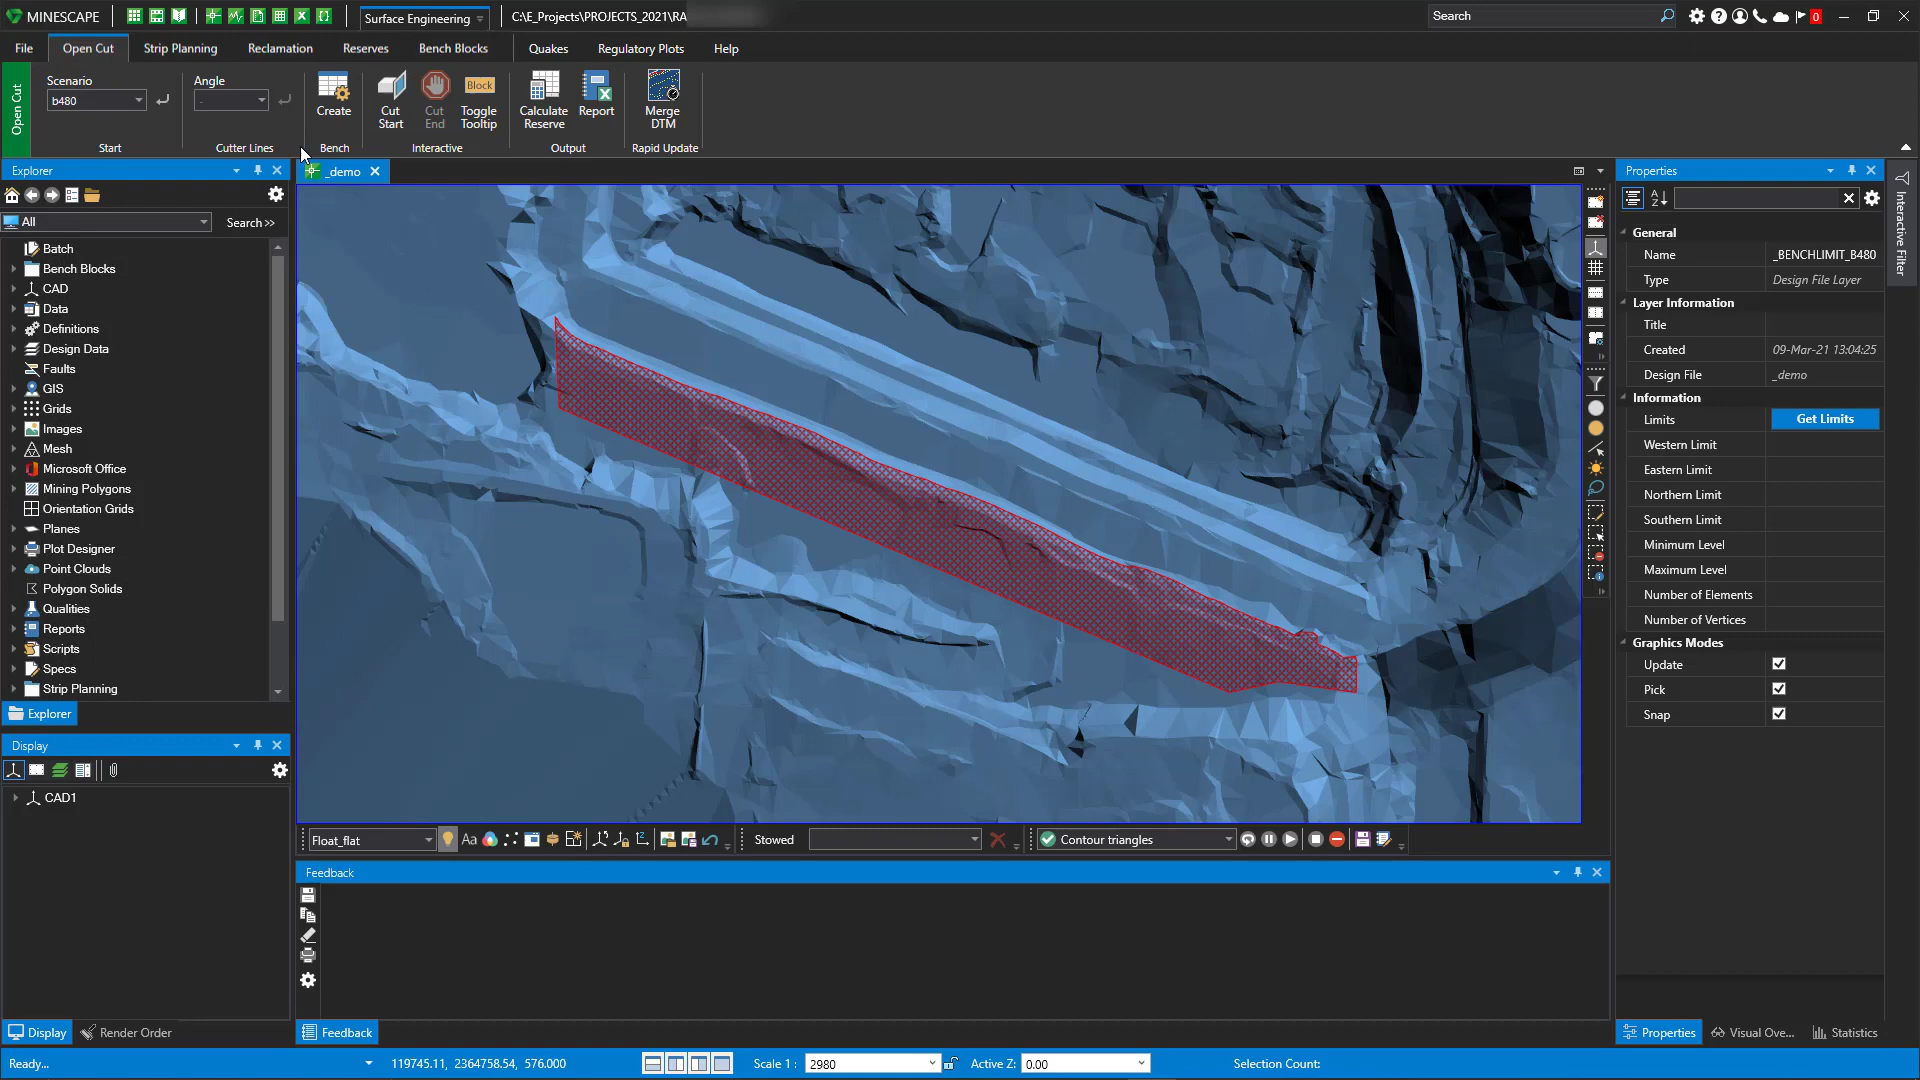 MINESCAPE
Surface Engineering
C:\E_Projects\PROJECTS_2021\RA
Search
0
File
Open Cut
Strip Planning
Reclamation
Reserves
Bench Blocks
Quakes
Regulatory Plots
Help
Open Cut
Scenario
b480
Start
Angle
-
Cutter Lines
Create
Bench
Cut Start
Cut End
Block
Toggle Tooltip
Interactive
Calculate Reserve
Report
Output
Merge DTM
Rapid Update
Explorer
All
Search >>
Batch
Bench Blocks
CAD
Data
Definitions
Design Data
Faults
GIS
Grids
Images
Mesh
Microsoft Office
Mining Polygons
Orientation Grids
Planes
Plot Designer
Point Clouds
Polygon Solids
Qualities
Reports
Scripts
Specs
Strip Planning
Explorer
Display
CAD1
Display
Render Order
_demo
Float_flat
Aa
Stowed
Contour triangles
Feedback
Feedback
Properties
Interactive Filter
General
Name _BENCHLIMIT_B480
Type Design File Layer
Layer Information
Title
Created 09-Mar-21 13:04:25
Design File _demo
Information
Limits Get Limits
Western Limit
Eastern Limit
Northern Limit
Southern Limit
Minimum Level
Maximum Level
Number of Elements
Number of Vertices
Graphics Modes
Update
Pick
Snap
Properties
Visual Ove...
Statistics
Ready...
119745.11, 2364758.54, 576.000
Scale 1 : 2980
Active Z: 0.00
Selection Count: